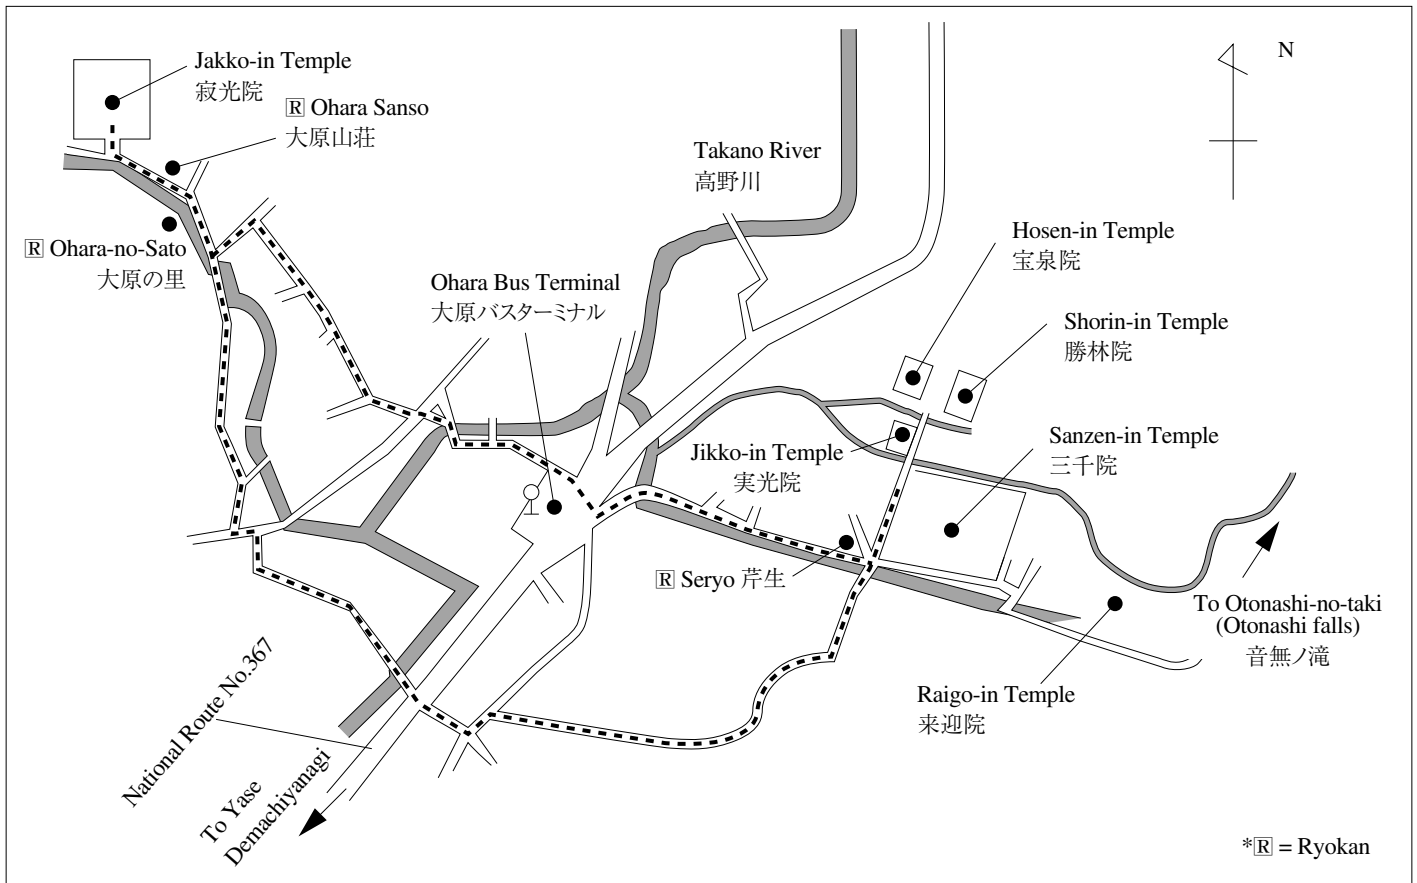 N
Jakko-in Temple
寂光院
🅁 Ohara Sanso
大原山荘
Takano River
高野川
🅁 Ohara-no-Sato
大原の里
Ohara Bus Terminal
大原バスターミナル
Hosen-in Temple
宝泉院
Shorin-in Temple
勝林院
Jikko-in Temple
実光院
Sanzen-in Temple
三千院
🅁 Seryo 芹生
To Otonashi-no-taki
(Otonashi falls)
音無ノ滝
Raigo-in Temple
来迎院
National Route No.367
To Yase
Demachiyanagi
*🅁 = Ryokan